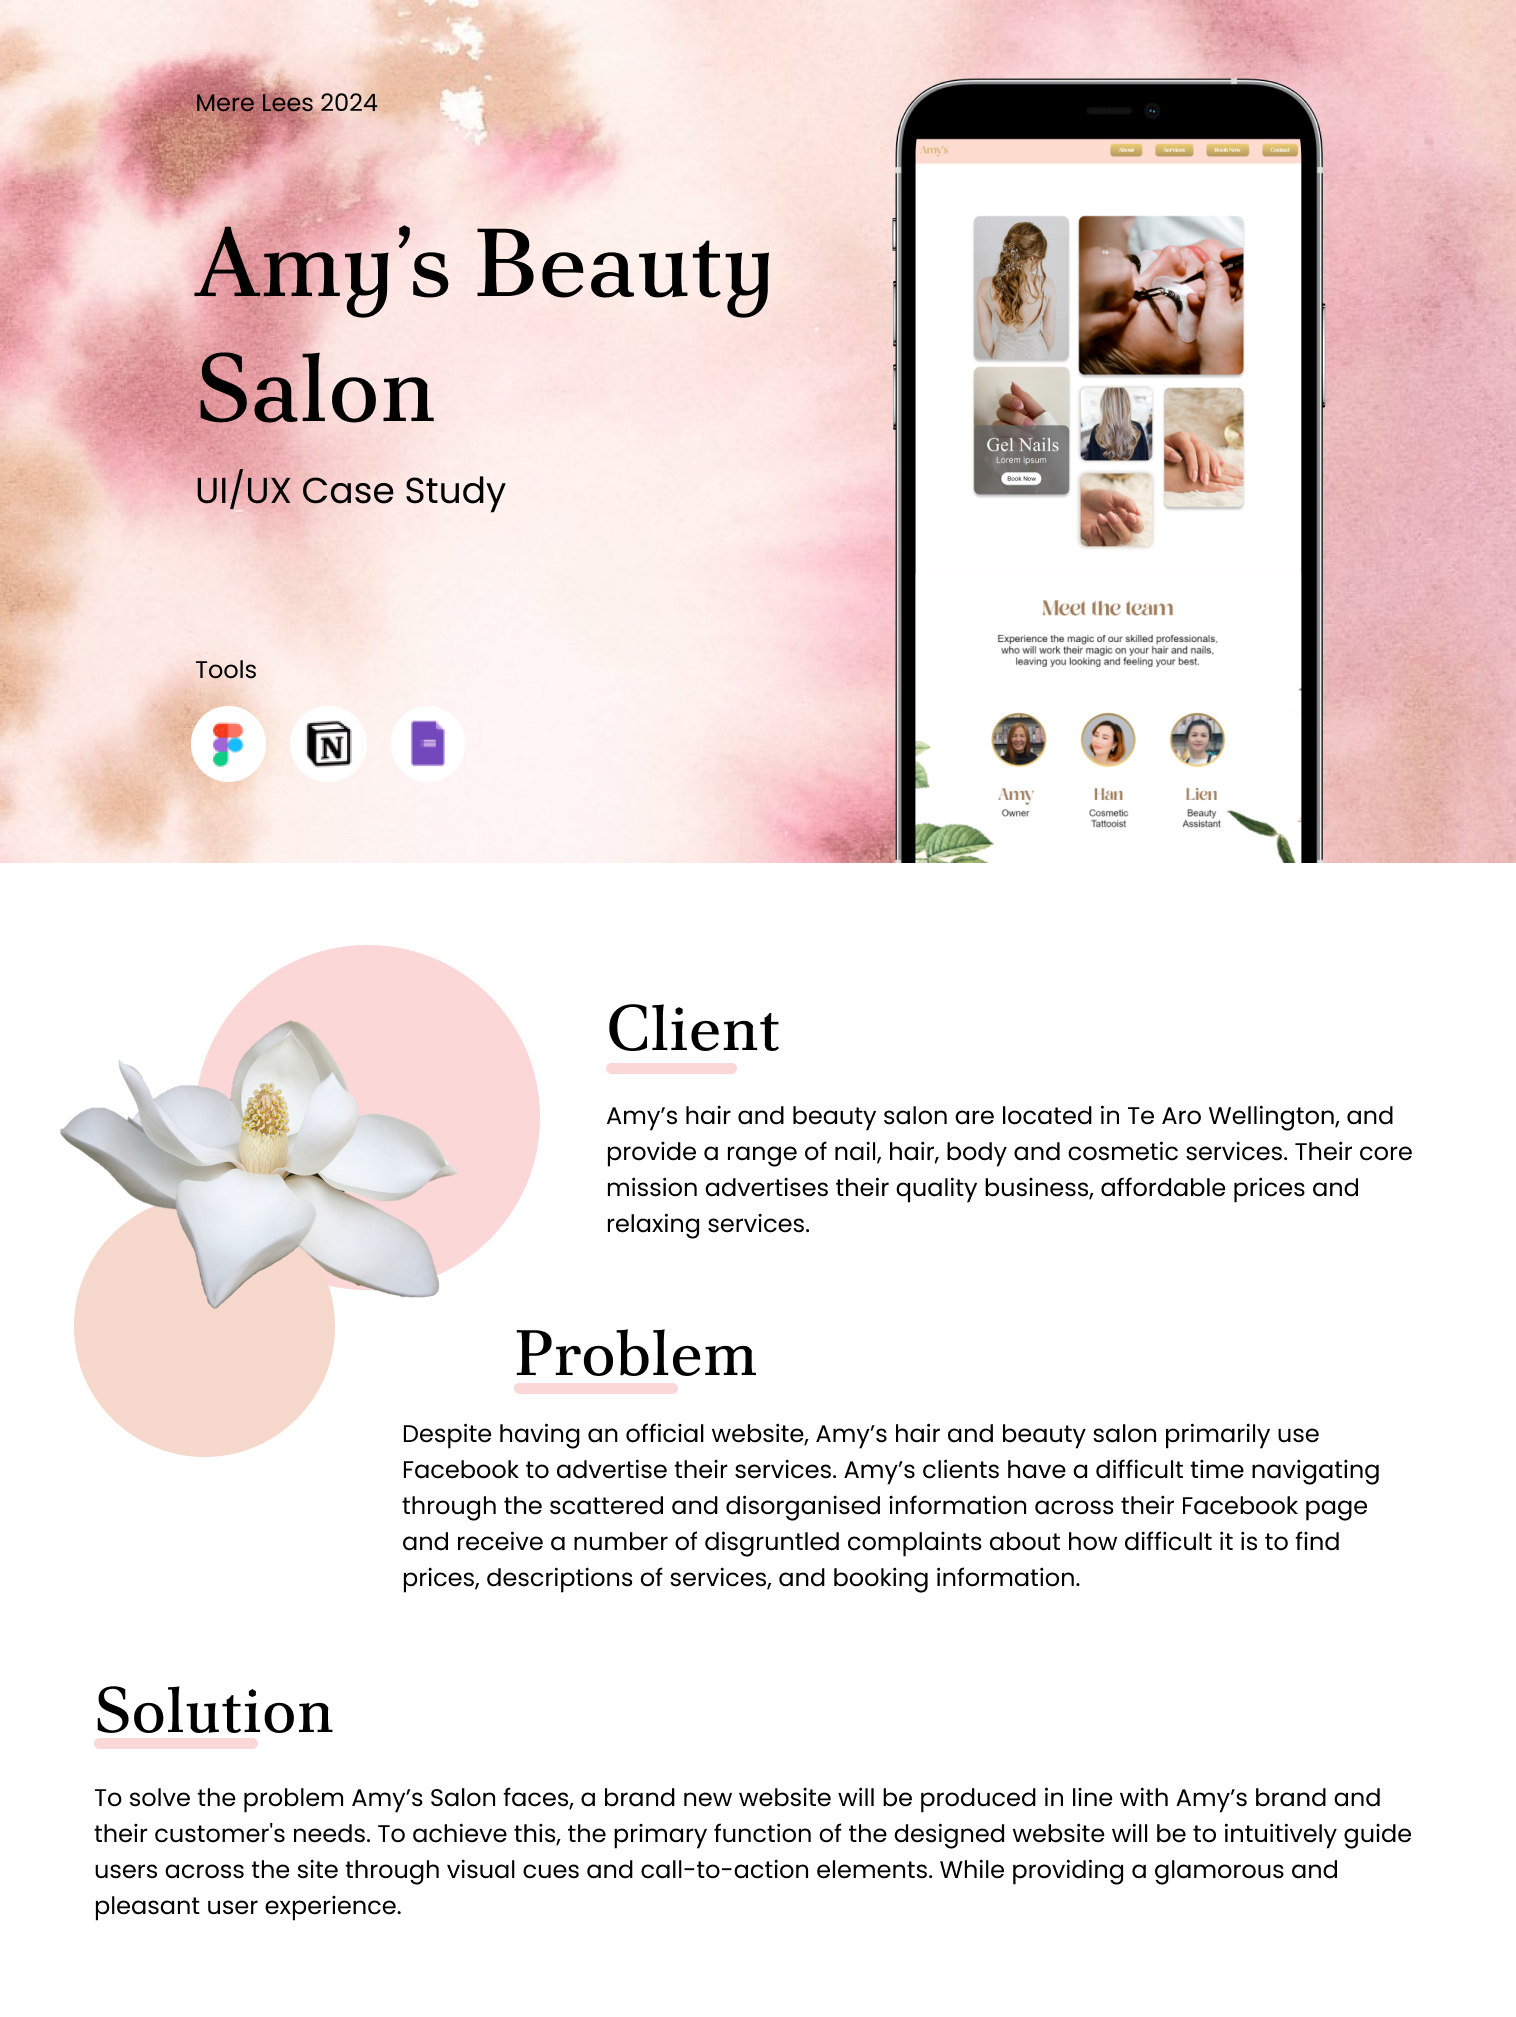 Mere Lees 2024
Amy’s Beauty
Salon
UI/UX Case Study
Tools
N
Amy's
About
Services
Book Now
Contact
Gel Nails
Lorem ipsum
Book Now
Meet the team
Experience the magic of our skilled professionals,
who will work their magic on your hair and nails,
leaving you looking and feeling your best.
Amy
Owner
Han
Cosmetic
Tattooist
Lien
Beauty
Assistant
Client
Amy’s hair and beauty salon are located in Te Aro Wellington, and
provide a range of nail, hair, body and cosmetic services. Their core
mission advertises their quality business, affordable prices and
relaxing services.
Problem
Despite having an official website, Amy’s hair and beauty salon primarily use
Facebook to advertise their services. Amy’s clients have a difficult time navigating
through the scattered and disorganised information across their Facebook page
and receive a number of disgruntled complaints about how difficult it is to find
prices, descriptions of services, and booking information.
Solution
To solve the problem Amy’s Salon faces, a brand new website will be produced in line with Amy’s brand and
their customer's needs. To achieve this, the primary function of the designed website will be to intuitively guide
users across the site through visual cues and call-to-action elements. While providing a glamorous and
pleasant user experience.